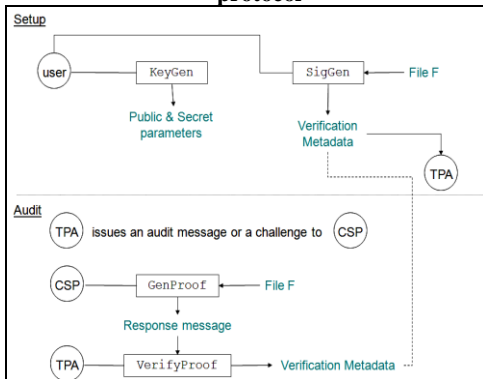 protocol
Setup
user
KeyGen
SigGen
File F
Public & Secret
parameters
Verification
Metadata
TPA
Audit
TPA issues an audit message or a challenge to CSP
CSP
GenProof
File F
Response message
TPA
VerifyProof
Verification Metadata